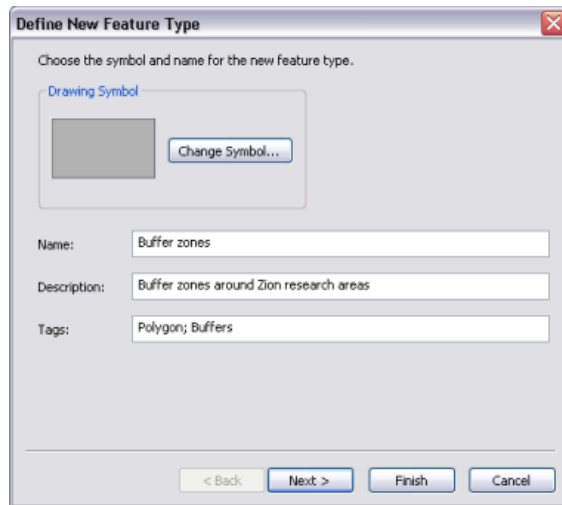 Define New Feature Type
Choose the symbol and name for the new feature type.
Drawing Symbol
Change Symbol...
Name: Buffer zones
Description: Buffer zones around Zion research areas
Tags: Polygon; Buffers
< Back Next > Finish Cancel